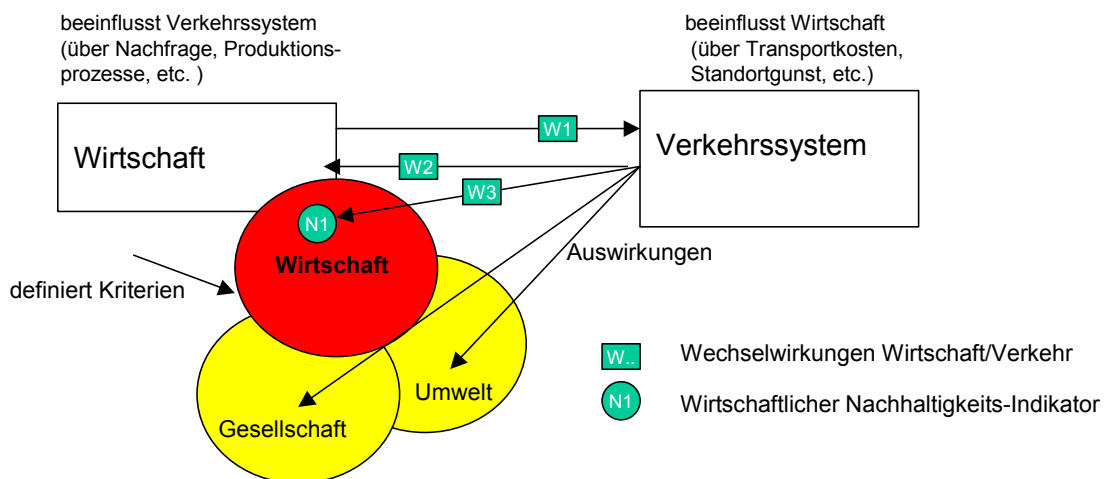 beeinflusst Verkehrssystem
(über Nachfrage, Produktions-
prozesse, etc. )
beeinflusst Wirtschaft
(über Transportkosten,
Standortgunst, etc.)
Wirtschaft
W1
Verkehrssystem
W2
W3
N1
Wirtschaft
Auswirkungen
definiert Kriterien
Umwelt
Gesellschaft
W..
Wechselwirkungen Wirtschaft/Verkehr
N1
Wirtschaftlicher Nachhaltigkeits-Indikator